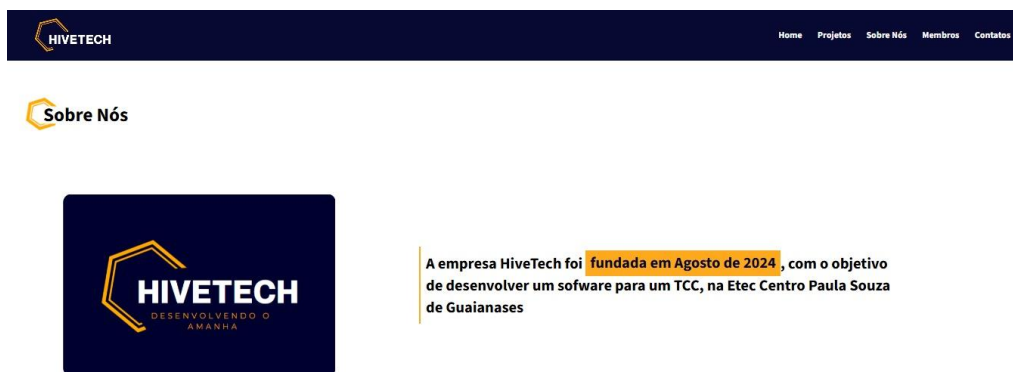 HIVETECH
Home Projetos Sobre Nós Membros Contatos
Sobre Nós
HIVETECH
DESENVOLVENDO O
AMANHA
A empresa HiveTech foi fundada em Agosto de 2024 , com o objetivo
de desenvolver um sofware para um TCC, na Etec Centro Paula Souza
de Guaianases